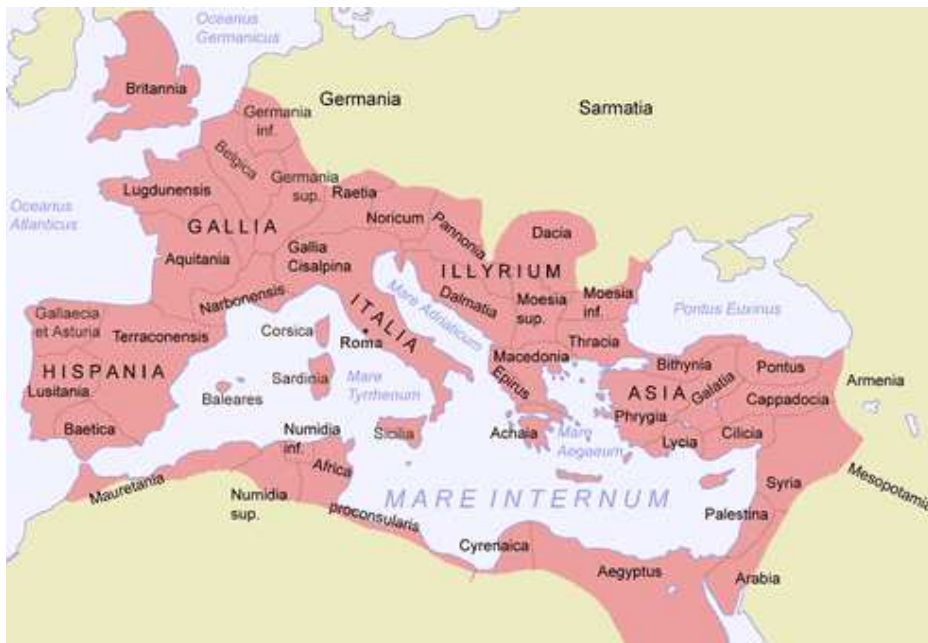 Oceanus
Germanicus
Britannia
Germania
Sarmatia
Germania
inf.
Belgica
Lugdunensis
Germania
sup.
Raetia
Oceanus
Atlanticus
GALLIA
Noricum
Pannonia
Dacia
Gallia
Cisalpina
Aquitania
ILLYRIUM
Narbonensis
Mare Adriaticum
Dalmatia
Moesia
sup.
Moesia
inf.
Pontus Euxinus
Gallaecia
et Asturia
Terraconensis
Corsica
ITALIA
Roma
Thracia
Macedonia
HISPANIA
Lusitania
Baleares
Sardinia
Mare
Tyrrhenum
Epirus
Bithynia
Pontus
Armenia
ASIA
Galatia
Cappadocia
Phrygia
Baetica
Numidia
inf.
Sicilia
Achaia
Mare
Aegaeum
Lycia
Cilicia
Mauretania
Africa
proconsularis
Numidia
sup.
MARE INTERNUM
Syria
Mesopotamia
Palestina
Cyrenaica
Aegyptus
Arabia